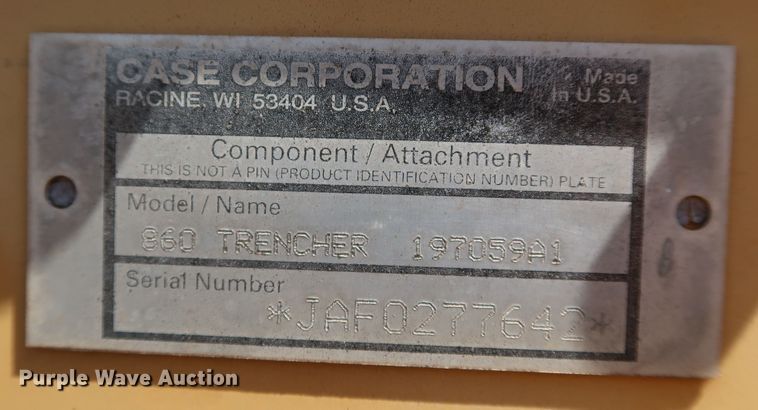 CASE CORPORATION
RACINE, WI 53404 U.S.A.
Made
in U.S.A.
Component / Attachment
THIS IS NOT A PIN (PRODUCT IDENTIFICATION NUMBER) PLATE
Model / Name
860 TRENCHER 197059A1
Serial Number
*JAF0277642*
Purple Wave Auction